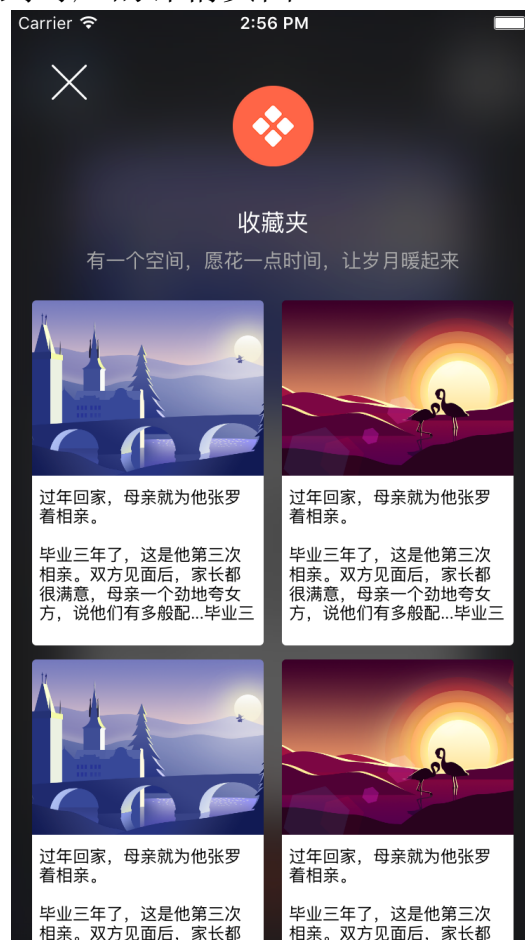 Carrier
2:56 PM
收藏夹
有一个空间，愿花一点时间，让岁月暖起来
过年回家，母亲就为他张罗
着相亲。
毕业三年了，这是他第三次
相亲。双方见面后，家长都
很满意，母亲一个劲地夸女
方，说他们有多般配...毕业三
过年回家，母亲就为他张罗
着相亲。
毕业三年了，这是他第三次
相亲。双方见面后，家长都
很满意，母亲一个劲地夸女
方，说他们有多般配...毕业三
过年回家，母亲就为他张罗
着相亲。
毕业三年了，这是他第三次
相亲。双方见面后，家长都
过年回家，母亲就为他张罗
着相亲。
毕业三年了，这是他第三次
相亲。双方见面后，家长都